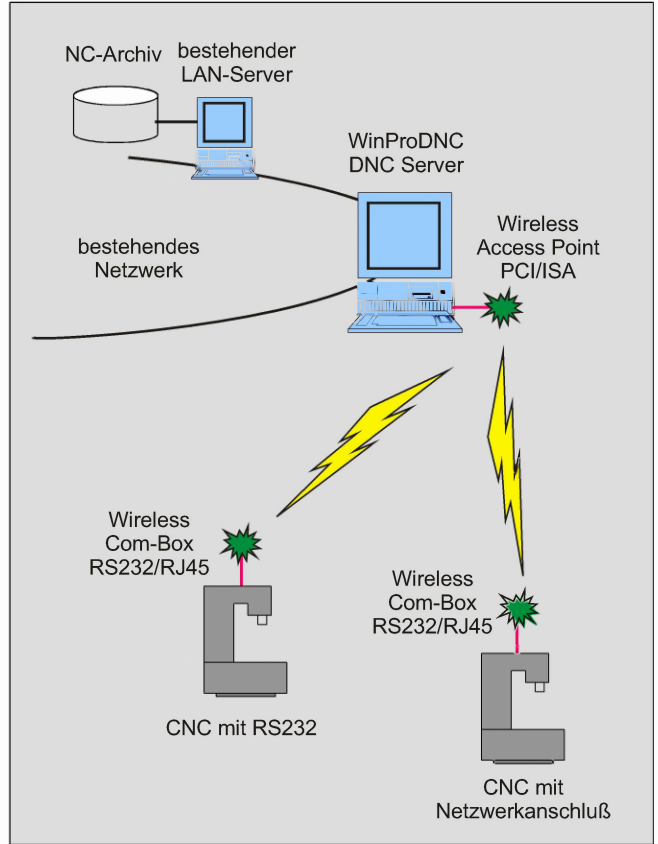 NC-Archiv
bestehender
LAN-Server
WinProDNC
DNC Server
Wireless
Access Point
PCI/ISA
bestehendes
Netzwerk
Wireless
Com-Box
RS232/RJ45
Wireless
Com-Box
RS232/RJ45
CNC mit RS232
CNC mit
Netzwerkanschluß